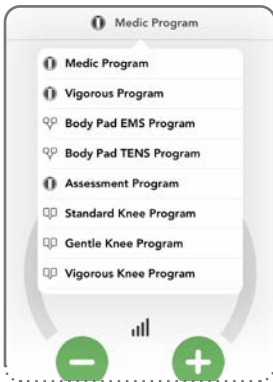 Medic Program
Medic Program
Vigorous Program
Body Pad EMS Program
Body Pad TENS Program
Assessment Program
Standard Knee Program
Gentle Knee Program
Vigorous Knee Program